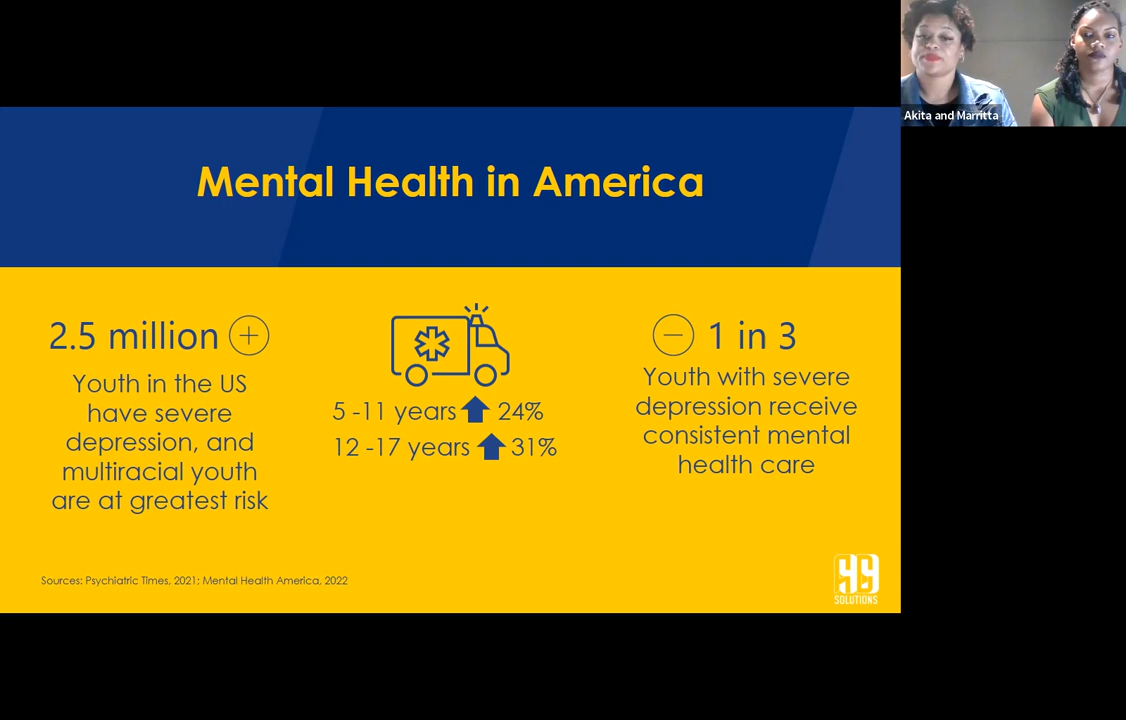 Akita and Marritta
Mental Health in America
2.5 million
Youth in the US
have severe
depression, and
multiracial youth
are at greatest risk
5 -11 years 24%
12 -17 years 31%
1 in 3
Youth with severe
depression receive
consistent mental
health care
Sources: Psychiatric Times, 2021; Mental Health America, 2022
99
SOLUTIONS